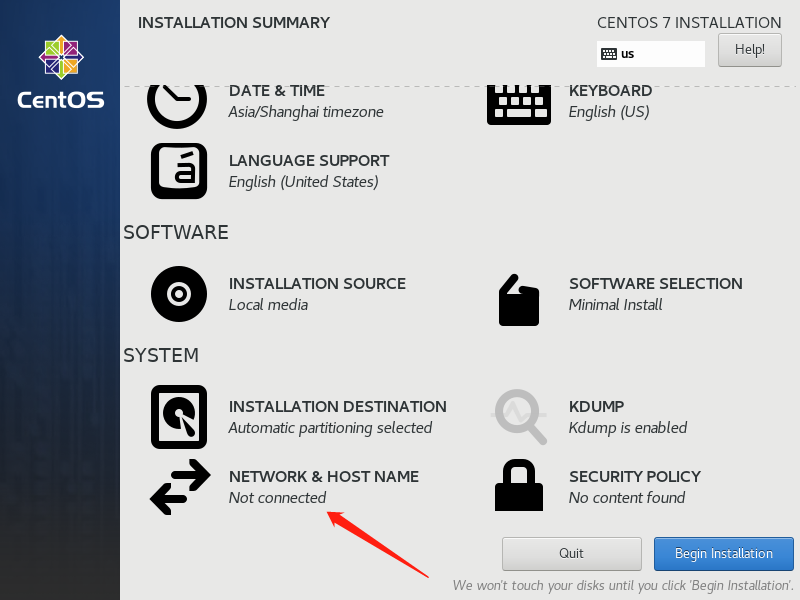 INSTALLATION SUMMARY
CENTOS 7 INSTALLATION
us
Help!
CentOS
DATE & TIME
Asia/Shanghai timezone
KEYBOARD
English (US)
á
LANGUAGE SUPPORT
English (United States)
SOFTWARE
INSTALLATION SOURCE
Local media
SOFTWARE SELECTION
Minimal Install
SYSTEM
INSTALLATION DESTINATION
Automatic partitioning selected
KDUMP
Kdump is enabled
NETWORK & HOST NAME
Not connected
SECURITY POLICY
No content found
Quit
Begin Installation
We won't touch your disks until you click 'Begin Installation'.